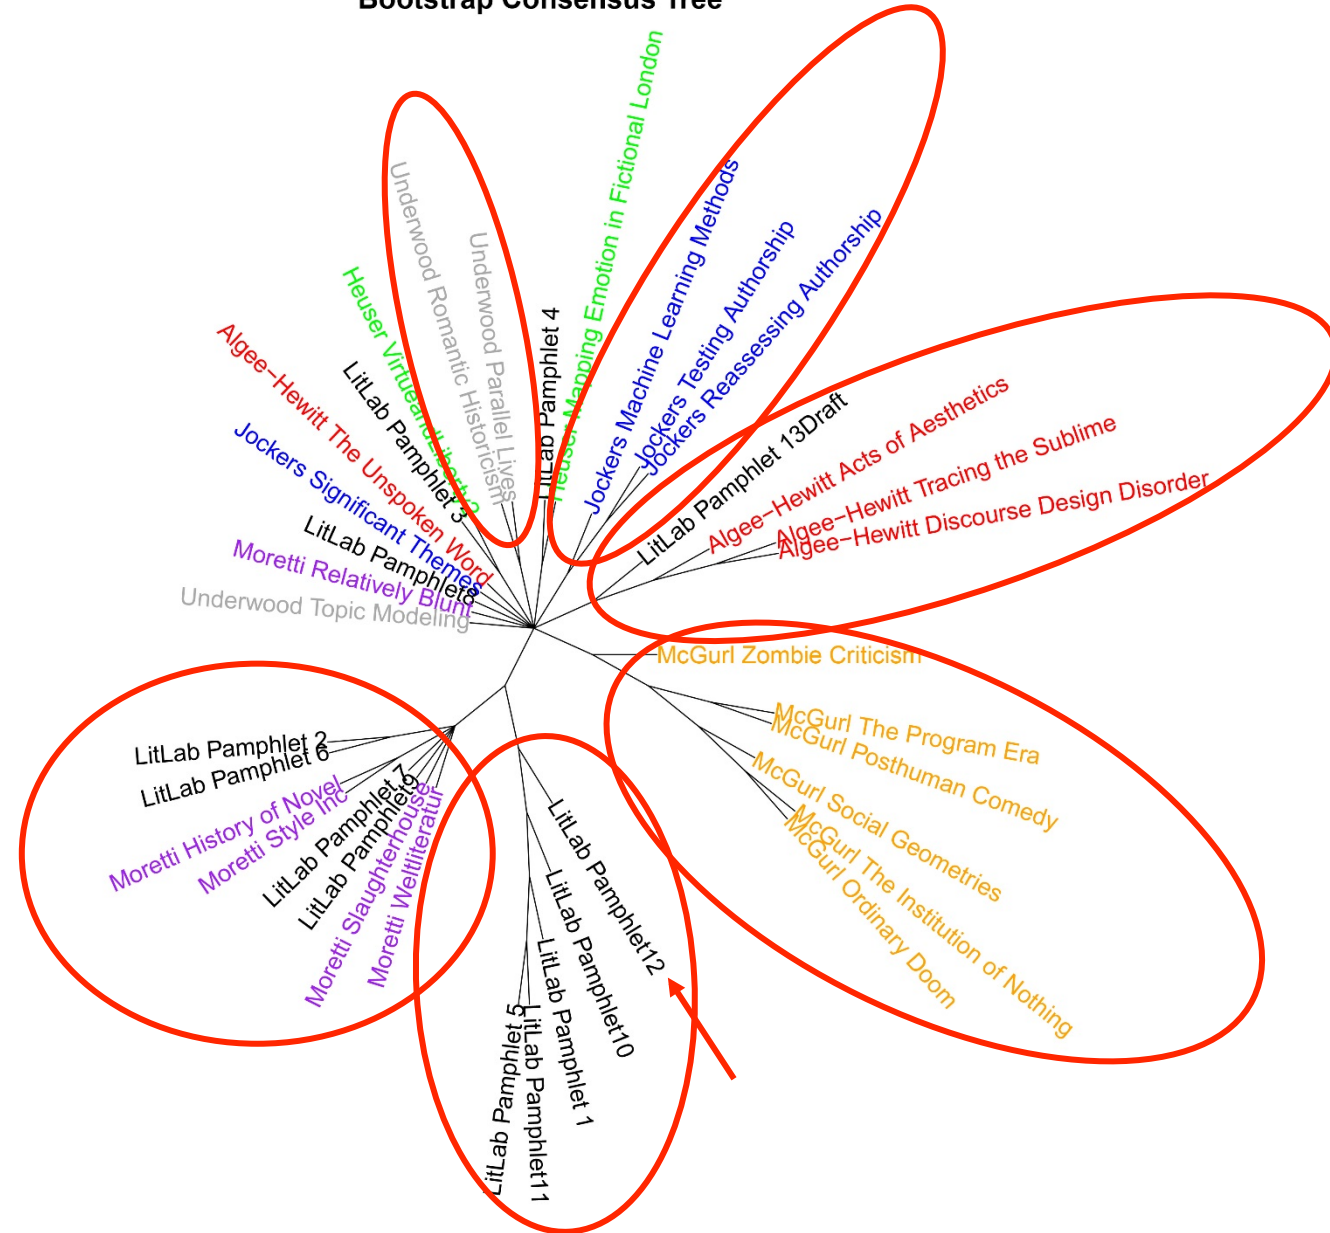 Bootstrap Consensus Tree
Heuser Mapping Emotion in Fictional London
Jockers Machine Learning Methods
Jockers Testing Authorship
Jockers Reassessing Authorship
LitLab Pamphlet 13Draft
Algee−Hewitt Acts of Aesthetics
Algee−Hewitt Tracing the Sublime
Algee−Hewitt Discourse Design Disorder
McGurl Zombie Criticism
McGurl The Program Era
McGurl Posthuman Comedy
McGurl Social Geometries
McGurl The Institution of Nothing
McGurl Ordinary Doom
LitLab Pamphlet12
LitLab Pamphlet10
LitLab Pamphlet 1
LitLab Pamphlet11
LitLab Pamphlet 5
Moretti Weltliteratur
Moretti Slaughterhouse
LitLab Pamphlet9
LitLab Pamphlet 7
Moretti Style Inc
Moretti History of Novel
LitLab Pamphlet 6
LitLab Pamphlet 2
Underwood Topic Modeling
Moretti Relatively Blunt
LitLab Pamphlet8
Jockers Significant Themes
Algee−Hewitt The Unspoken Word
LitLab Pamphlet 3
Heuser
Underwood Romantic Historicism
Underwood Parallel Lives
LitLab Pamphlet 4